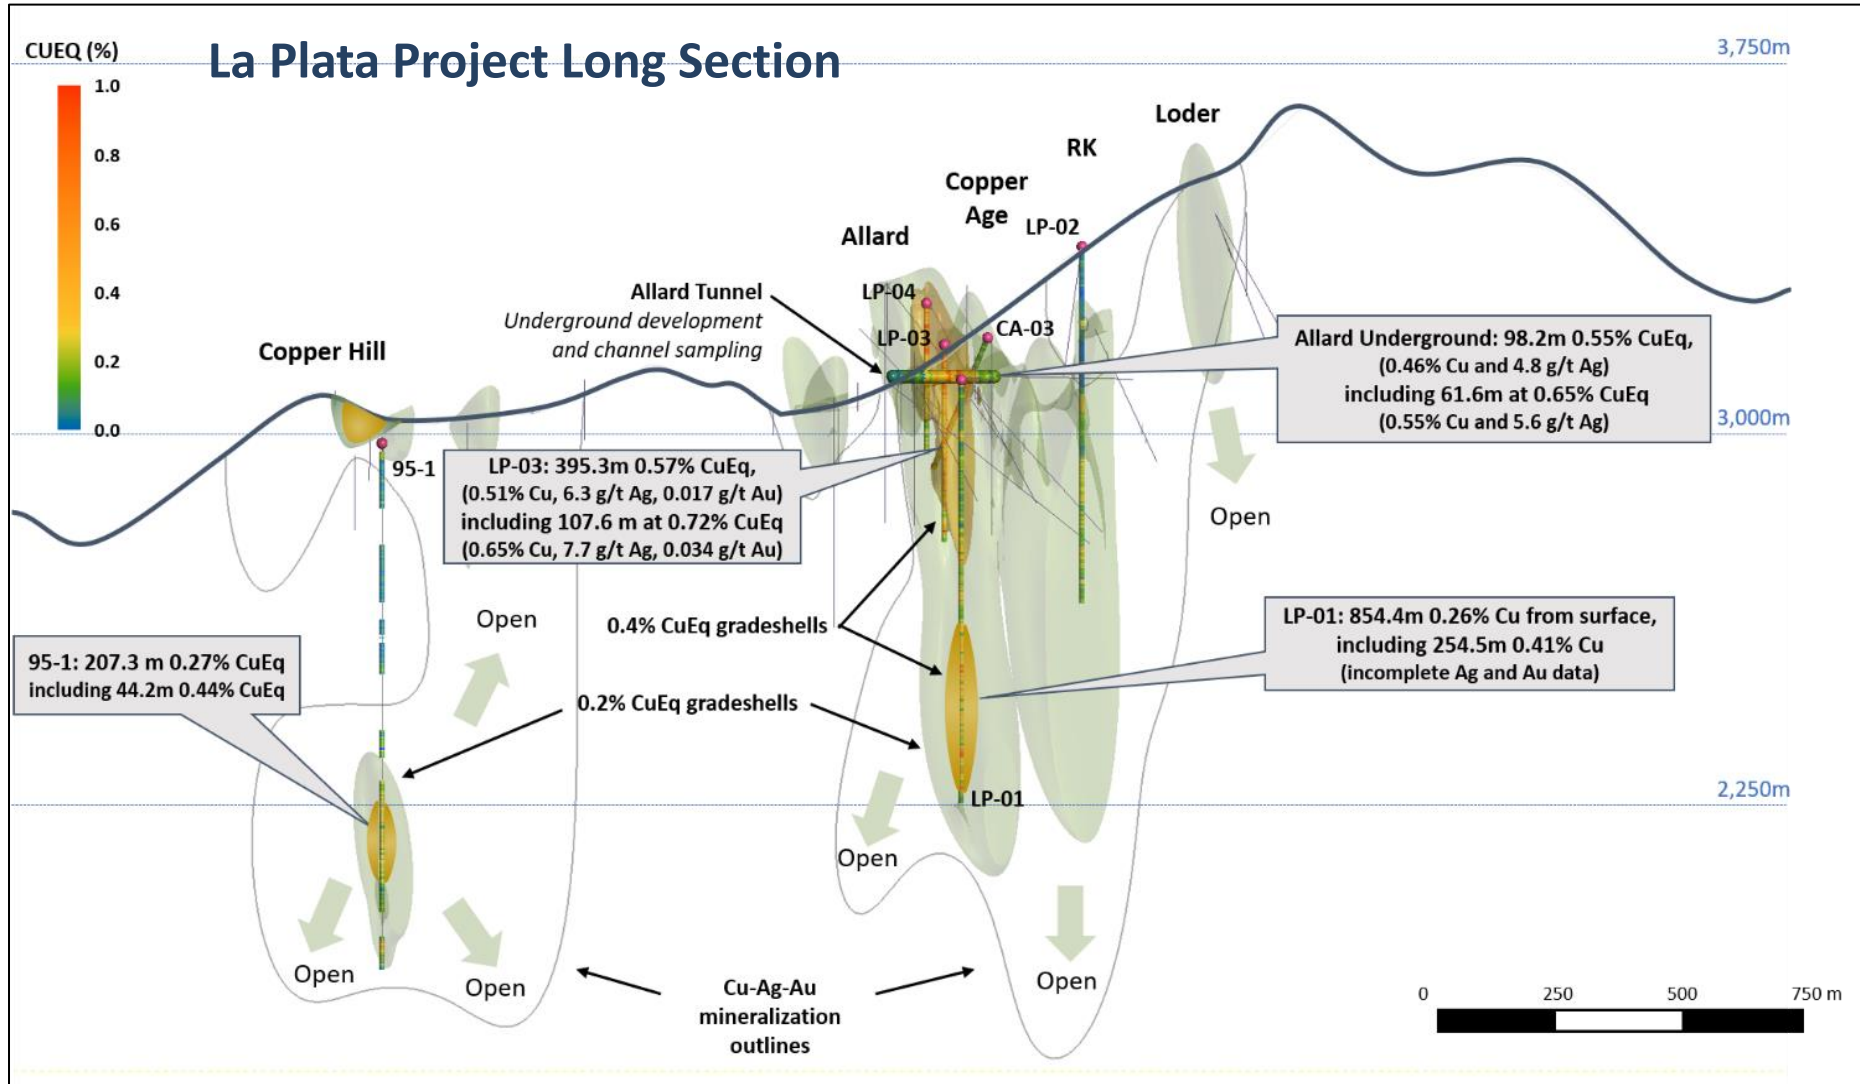 La Plata Project Long Section
CUEQ (%)
1.0
0.8
0.6
0.4
0.2
0.0
3,750m
3,000m
2,250m
Loder
RK
Copper
Age
LP-02
Allard
LP-04
LP-03
CA-03
Allard Tunnel
Underground development
and channel sampling
Copper Hill
95-1
Allard Underground: 98.2m 0.55% CuEq,
(0.46% Cu and 4.8 g/t Ag)
including 61.6m at 0.65% CuEq
(0.55% Cu and 5.6 g/t Ag)
LP-03: 395.3m 0.57% CuEq,
(0.51% Cu, 6.3 g/t Ag, 0.017 g/t Au)
including 107.6 m at 0.72% CuEq
(0.65% Cu, 7.7 g/t Ag, 0.034 g/t Au)
Open
Open
0.4% CuEq gradeshells
LP-01: 854.4m 0.26% Cu from surface,
including 254.5m 0.41% Cu
(incomplete Ag and Au data)
95-1: 207.3 m 0.27% CuEq
including 44.2m 0.44% CuEq
0.2% CuEq gradeshells
LP-01
Open
Open
Open
Open
Cu-Ag-Au
mineralization
outlines
0 250 500 750 m